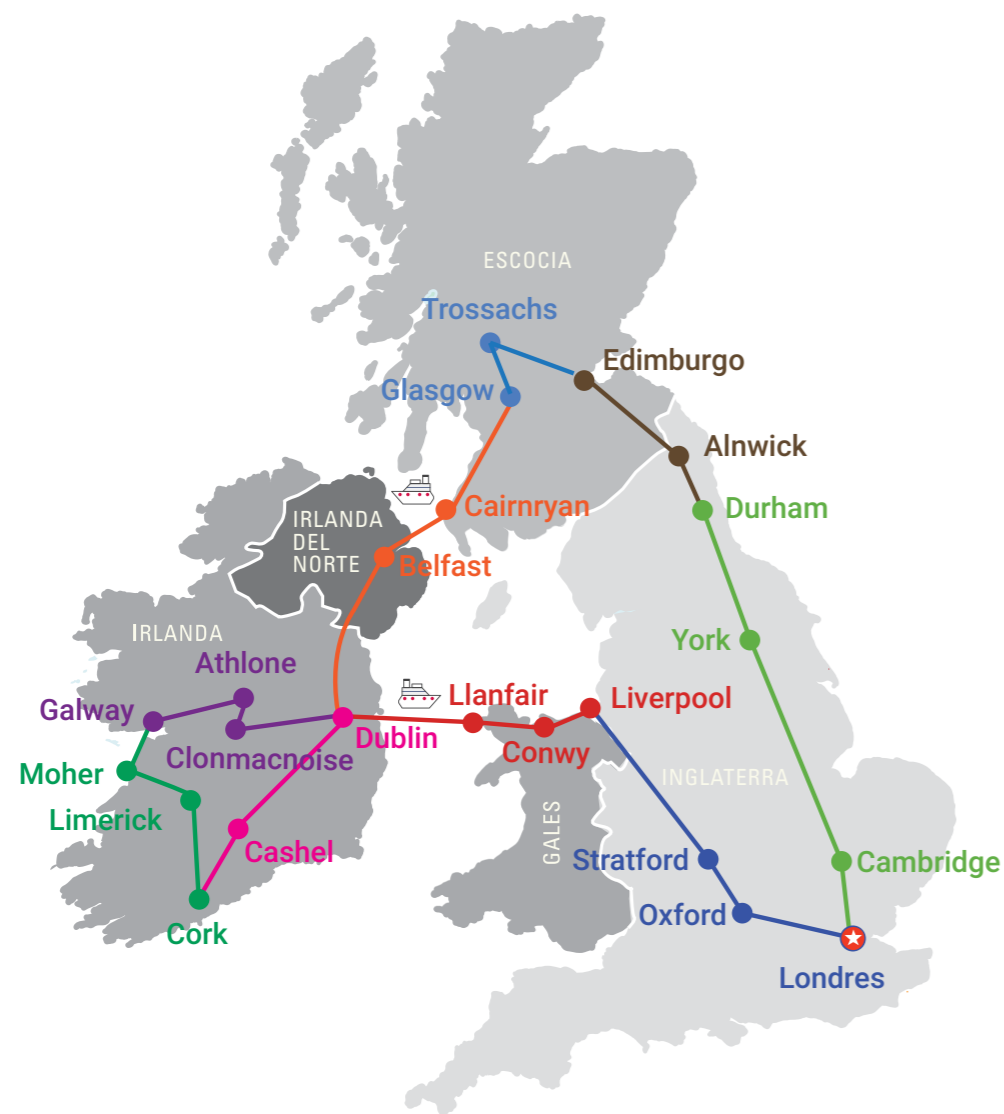 ESCOCIA
Trossachs
Edimburgo
Glasgow
Alnwick
Cairnryan
Durham
IRLANDA
DEL
NORTE
Belfast
IRLANDA
York
Athlone
Galway
Llanfair
Liverpool
Dublin
Clonmacnoise
Conwy
Moher
INGLATERRA
Limerick
GALES
Cashel
Stratford
Cambridge
Oxford
Cork
Londres